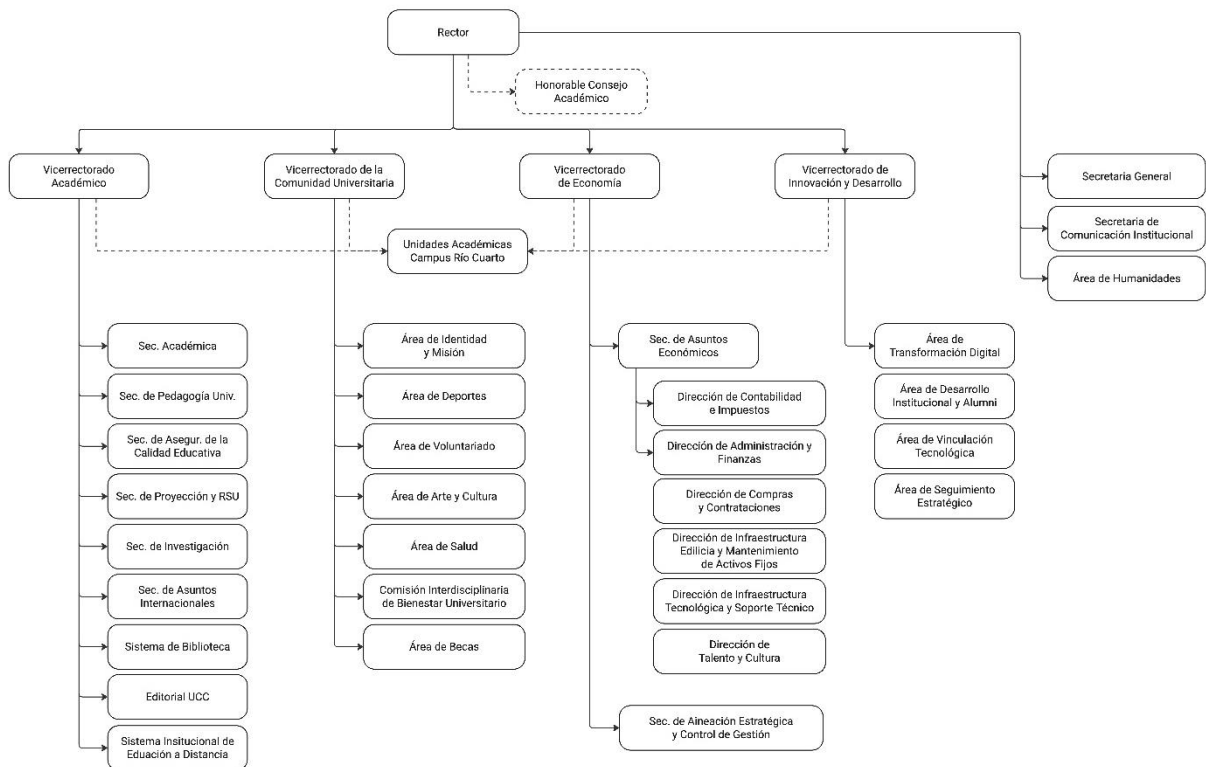 Rector
Honorable Consejo
Académico
Vicerrectorado
Académico
Vicerrectorado de la
Comunidad Universitaria
Vicerrectorado
de Economía
Vicerrectorado de
Innovación y Desarrollo
Secretaria General
Secretaria de
Comunicación Institucional
Área de Humanidades
Unidades Académicas
Campus Río Cuarto
Sec. Académica
Sec. de Pedagogía Univ.
Sec. de Asegur. de la
Calidad Educativa
Sec. de Proyección y RSU
Sec. de Investigación
Sec. de Asuntos
Internacionales
Sistema de Biblioteca
Editorial UCC
Sistema Insitucional de
Eduación a Distancia
Área de Identidad
y Misión
Área de Deportes
Área de Voluntariado
Área de Arte y Cultura
Área de Salud
Comisión Interdisciplinaria
de Bienestar Universitario
Área de Becas
Sec. de Asuntos
Económicos
Dirección de Contabilidad
e Impuestos
Dirección de Administración y
Finanzas
Dirección de Compras
y Contrataciones
Dirección de Infraestructura
Edilicia y Mantenimiento
de Activos Fijos
Dirección de Infraestructura
Tecnológica y Soporte Técnico
Dirección de
Talento y Cultura
Sec. de Aineación Estratégica
y Control de Gestión
Área de
Transformación Digital
Área de Desarrollo
Institucional y Alumni
Área de Vinculación
Tecnológica
Área de Seguimiento
Estratégico